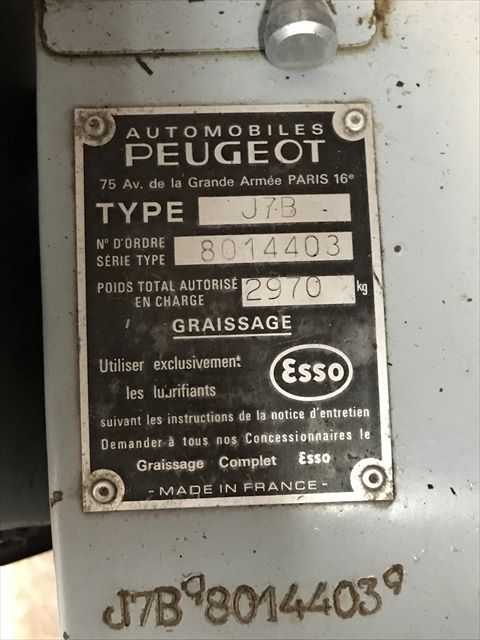 AUTOMOBILES
PEUGEOT
75 Av. de la Grande Armée PARIS 16e
TYPE J7B
N° D'ORDRE
SÉRIE TYPE 8014403
POIDS TOTAL AUTORISÉ
EN CHARGE 2970 kg
GRAISSAGE
Utiliser exclusivement
les lubrifiants Esso
suivant les instructions de la notice d'entretien
Demander à tous nos Concessionnaires le
Graissage Complet Esso
- MADE IN FRANCE -
J7B 8014403